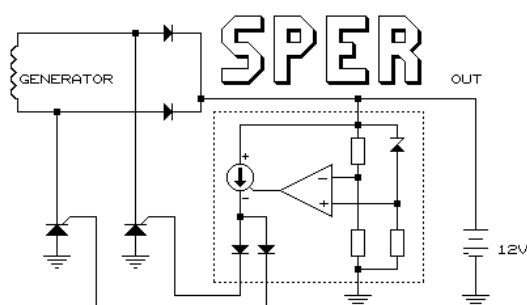 SPER
GENERATOR
OUT
+
−
−
+
12V